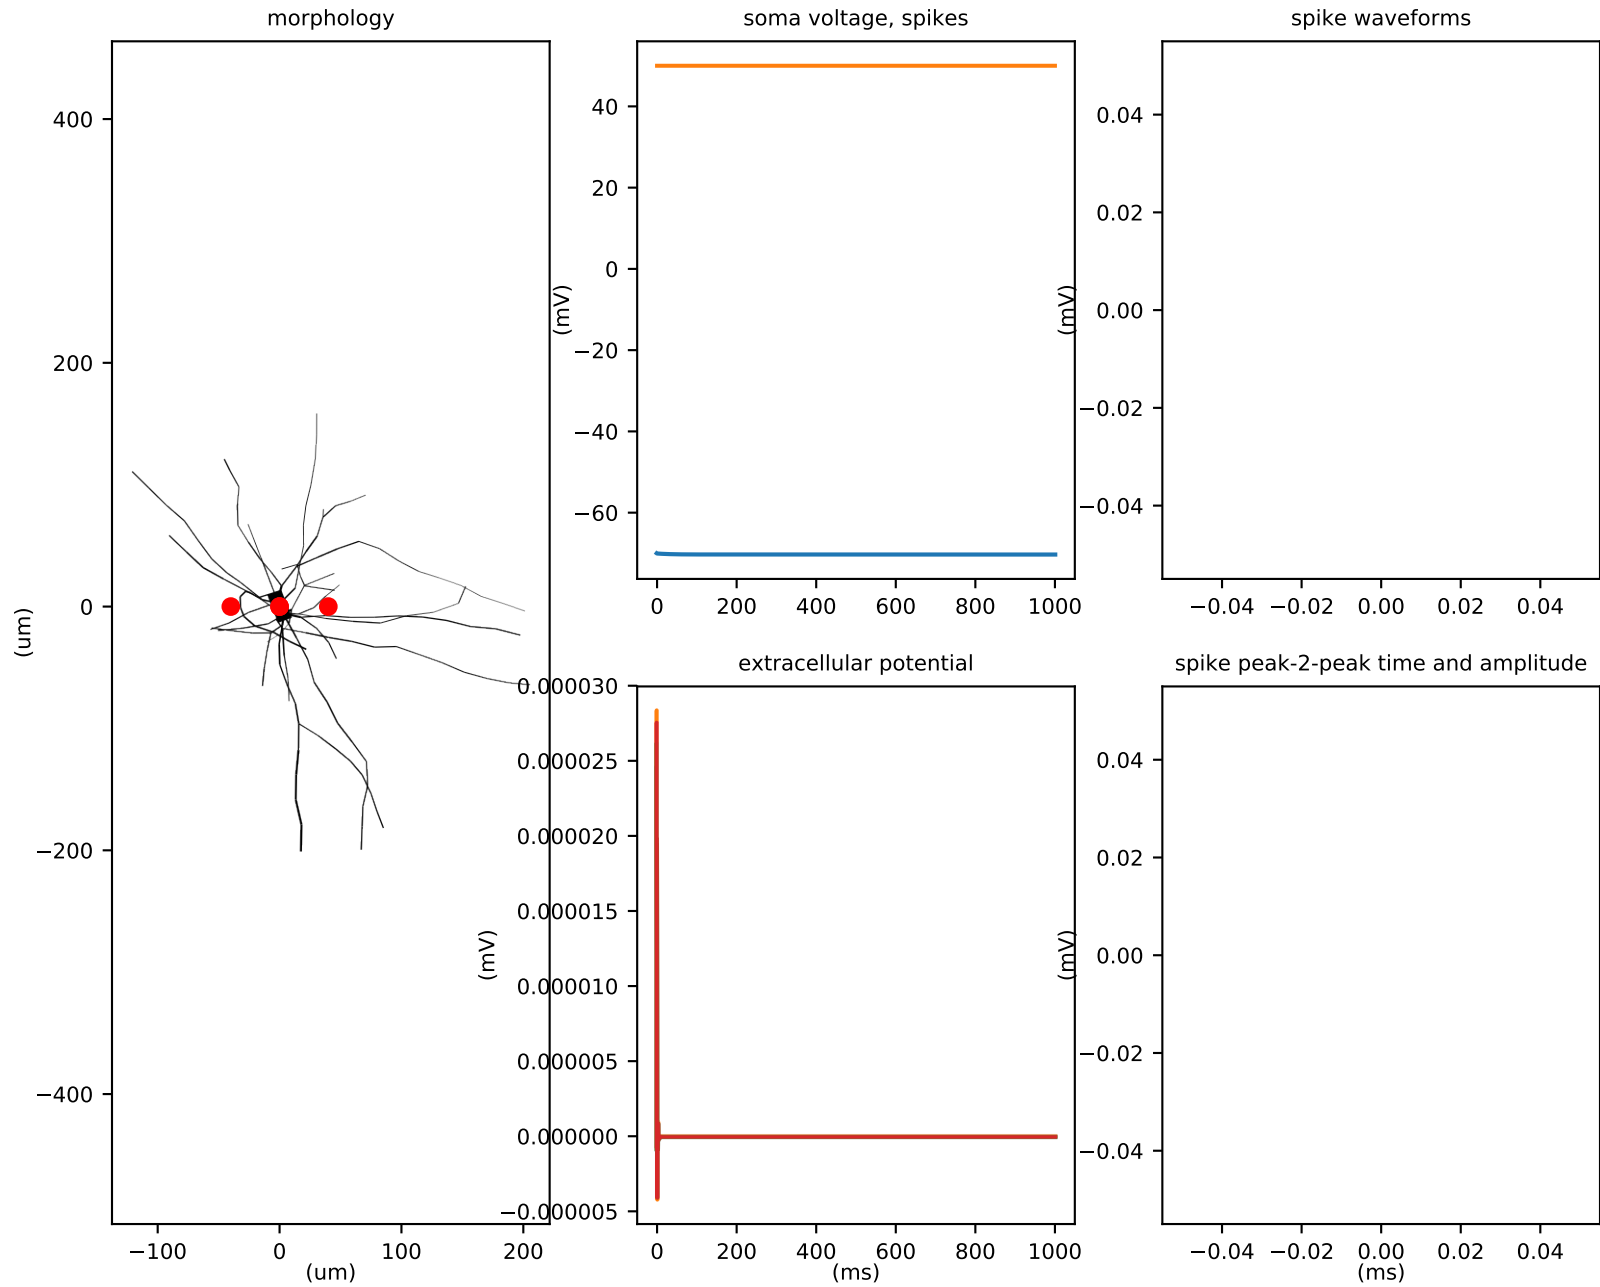 morphology
400
200
0
−200
−400
(um)
−100 0 100 200
(um)
soma voltage, spikes
40
20
0
−20
−40
−60
(mV)
0 200 400 600 800 1000
spike waveforms
0.04
0.02
0.00
−0.02
−0.04
(mV)
−0.04 −0.02 0.00 0.02 0.04
extracellular potential
0.000030
0.000025
0.000020
0.000015
0.000010
0.000005
0.000000
−0.000005
(mV)
0 200 400 600 800 1000
(ms)
spike peak-2-peak time and amplitude
0.04
0.02
0.00
−0.02
−0.04
(mV)
−0.04 −0.02 0.00 0.02 0.04
(ms)